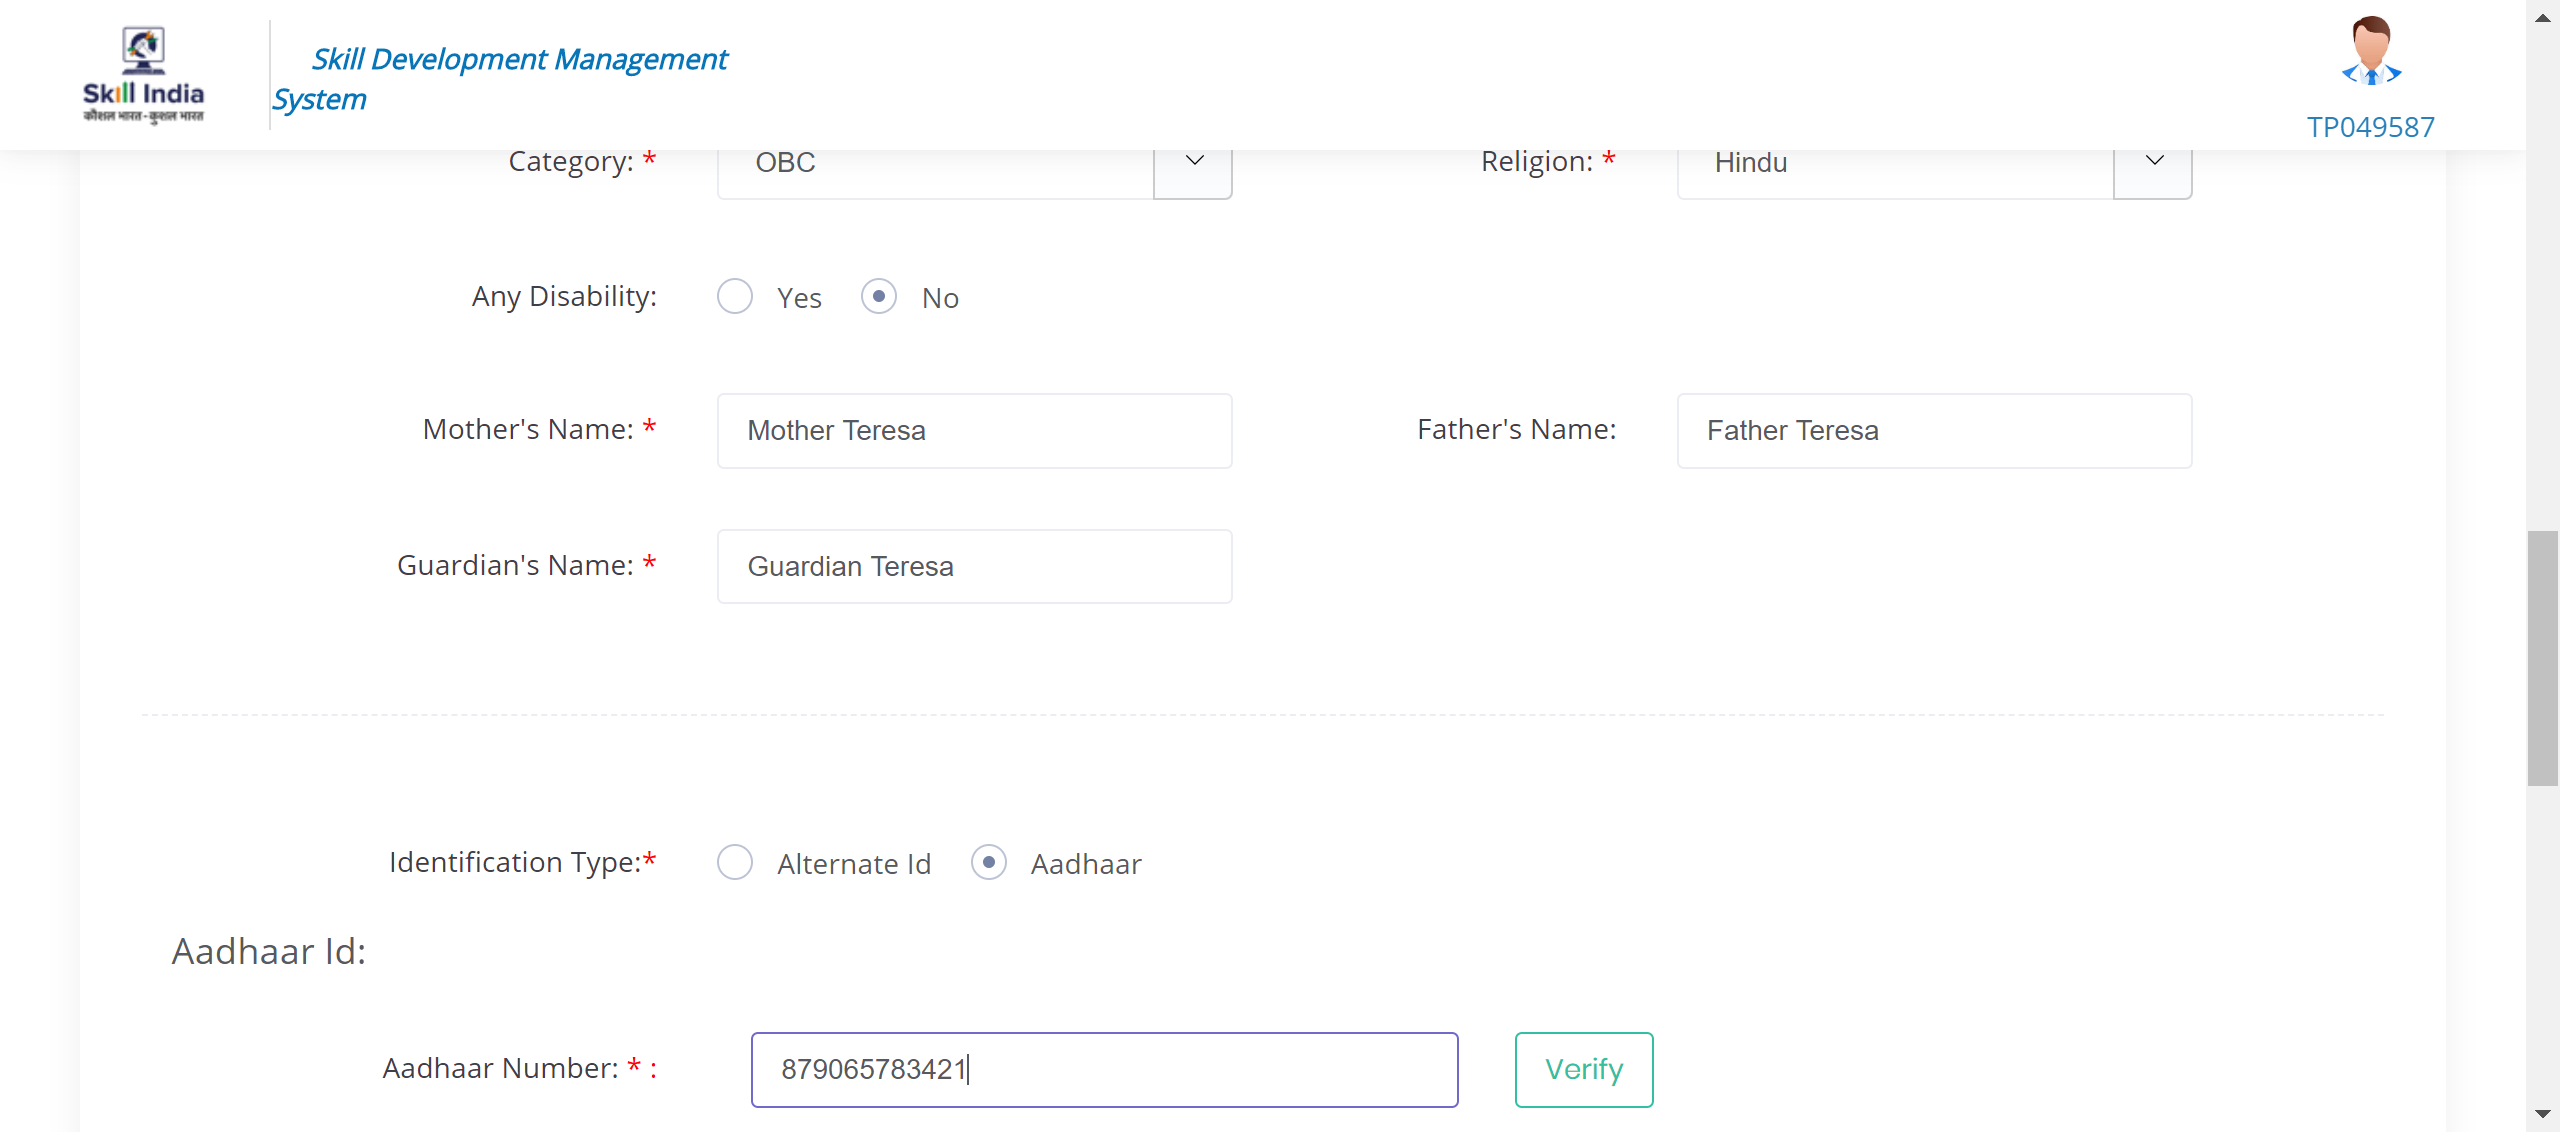 Skill India
कौशल भारत-कुशल भारत
Skill Development Management
System
TP049587
Category: * OBC Religion: * Hindu
Any Disability: Yes No
Mother's Name: * Mother Teresa Father's Name: Father Teresa
Guardian's Name: * Guardian Teresa
Identification Type:* Alternate Id Aadhaar
Aadhaar Id:
Aadhaar Number: * : 879065783421 Verify